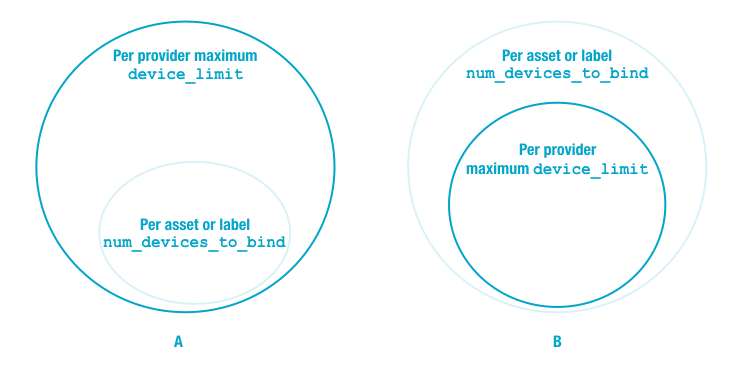 Per provider maximum
device_limit
Per asset or label
num_devices_to_bind
A
Per asset or label
num_devices_to_bind
Per provider
maximum device_limit
B